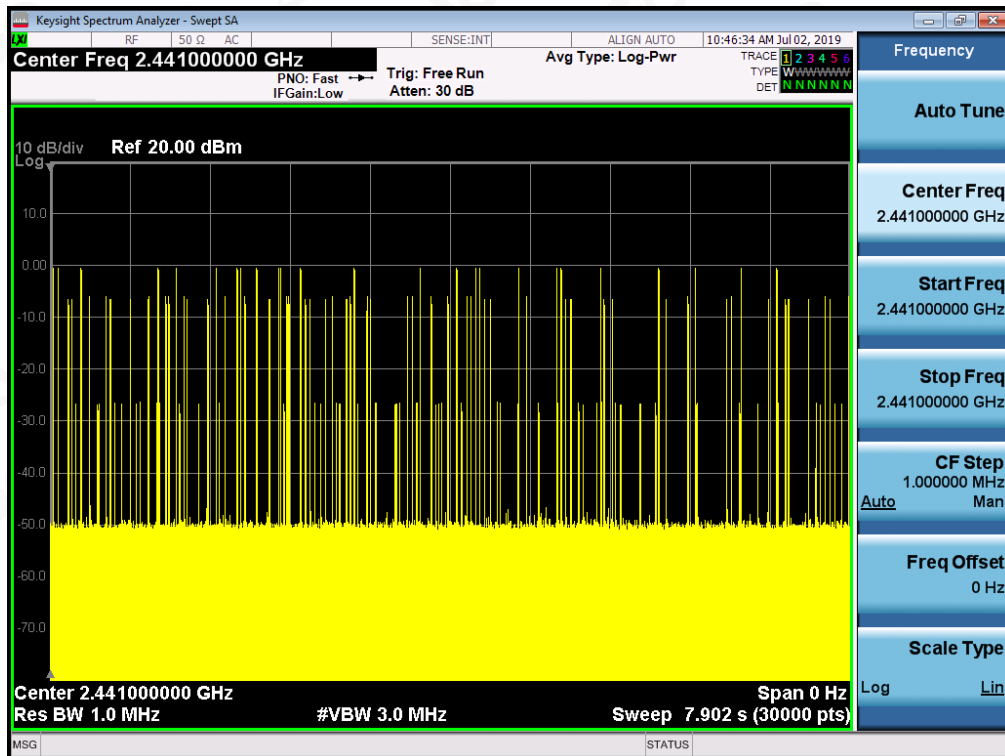 Keysight Spectrum Analyzer - Swept SA
LXI RF 50 Ω AC SENSE:INT ALIGN AUTO 10:46:34 AM Jul 02, 2019
Center Freq 2.441000000 GHz
PNO: Fast
IFGain:Low
Trig: Free Run
Atten: 30 dB
Avg Type: Log-Pwr
TRACE 1 2 3 4 5 6
TYPE W W W W W W
DET N N N N N N
10 dB/div
Log
Ref 20.00 dBm
10.0
0.00
-10.0
-20.0
-30.0
-40.0
-50.0
-60.0
-70.0
Center 2.441000000 GHz
Span 0 Hz
Res BW 1.0 MHz
#VBW 3.0 MHz
Sweep 7.902 s (30000 pts)
MSG
STATUS
Frequency
Auto Tune
Center Freq
2.441000000 GHz
Start Freq
2.441000000 GHz
Stop Freq
2.441000000 GHz
CF Step
1.000000 MHz
Auto Man
Freq Offset
0 Hz
Scale Type
Log Lin